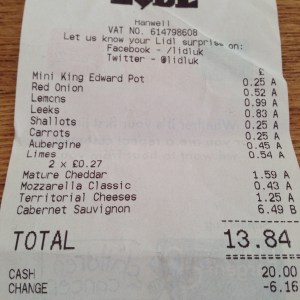 Hanwell
VAT NO. 614798608
Let us know your Lidl surprise on:
Facebook - /lidluk
Twitter - @lidluk
£
Mini King Edward Pot 0.25 A
Red Onion 0.52 A
Lemons 0.99 A
Leeks 0.83 A
Shallots 0.25 A
Carrots 0.25 A
Aubergine 0.45 A
Limes 0.54 A
2 x £0.27
Mature Cheddar 1.59 A
Mozzarella Classic 0.43 A
Territorial Cheeses 1.25 A
Cabernet Sauvignon 6.49 B
TOTAL 13.84
CASH 20.00
CHANGE -6.16